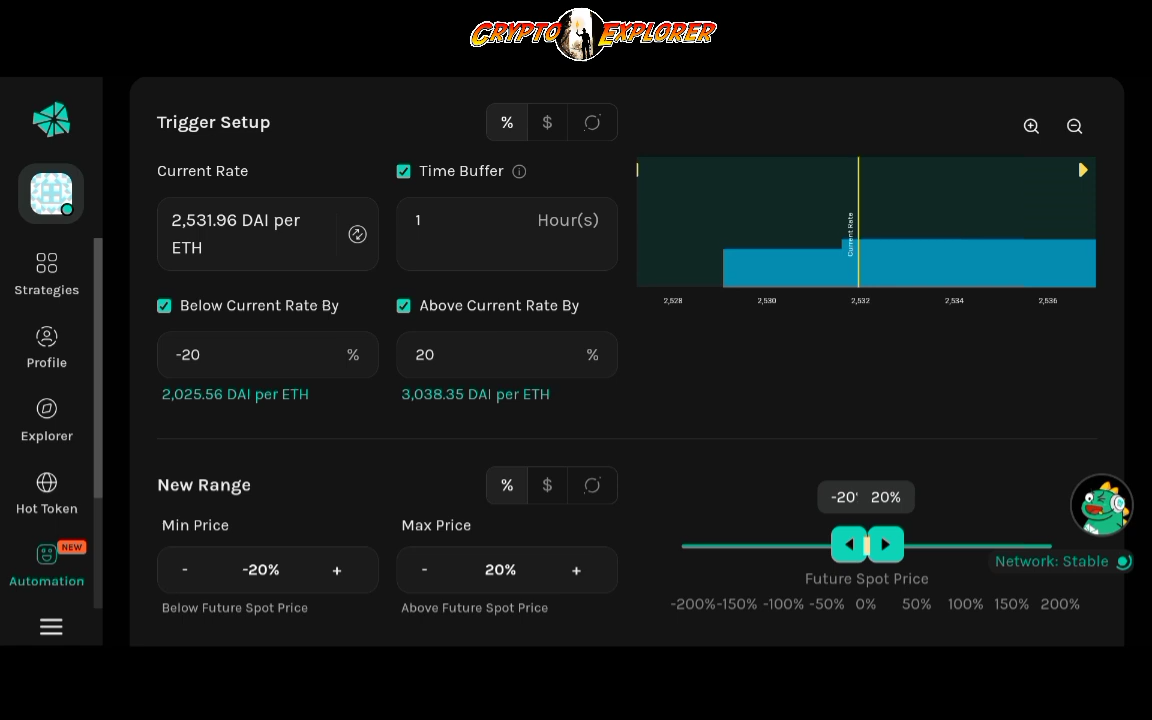 CRYPTO EXPLORER
Trigger Setup
%
$
Current Rate
Time Buffer
2,531.96 DAI per
ETH
1
Hour(s)
Current Rate
2,528
2,530
2,532
2,534
2,536
Below Current Rate By
Above Current Rate By
-20
%
20
%
2,025.56 DAI per ETH
3,038.35 DAI per ETH
Strategies
Profile
Explorer
Hot Token
NEW
Automation
New Range
%
$
Min Price
Max Price
-
-20%
+
-
20%
+
Below Future Spot Price
Above Future Spot Price
-20
20%
Network: Stable
Future Spot Price
-200%
-150%
-100%
-50%
0%
50%
100%
150%
200%